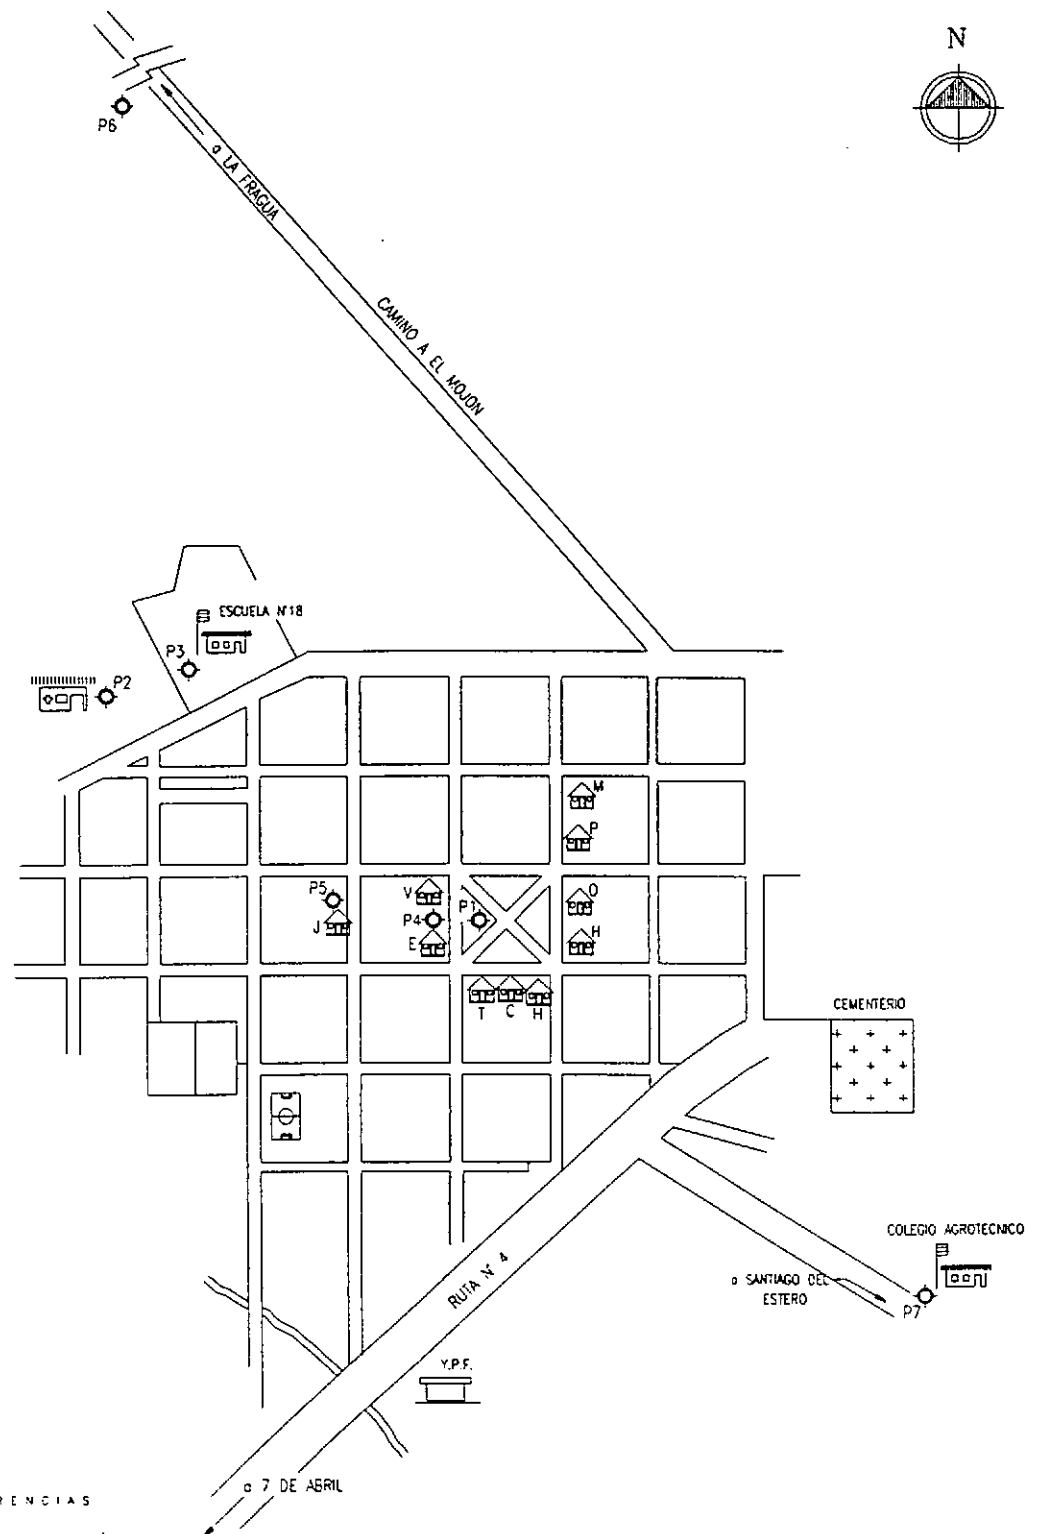 N
P6
a LA FRAGUA
CAMINO A EL MOJON
ESCUELA N°18
P3
P2
M
P
P5
V
O
P4
P1
J
E
H
T
C
H
CEMENTERIO
COLEGIO AGROTECNICO
RUTA N° 4
a SANTIAGO DEL
ESTERO
P7
Y.P.F.
a 7 DE ABRIL
RENCIAS